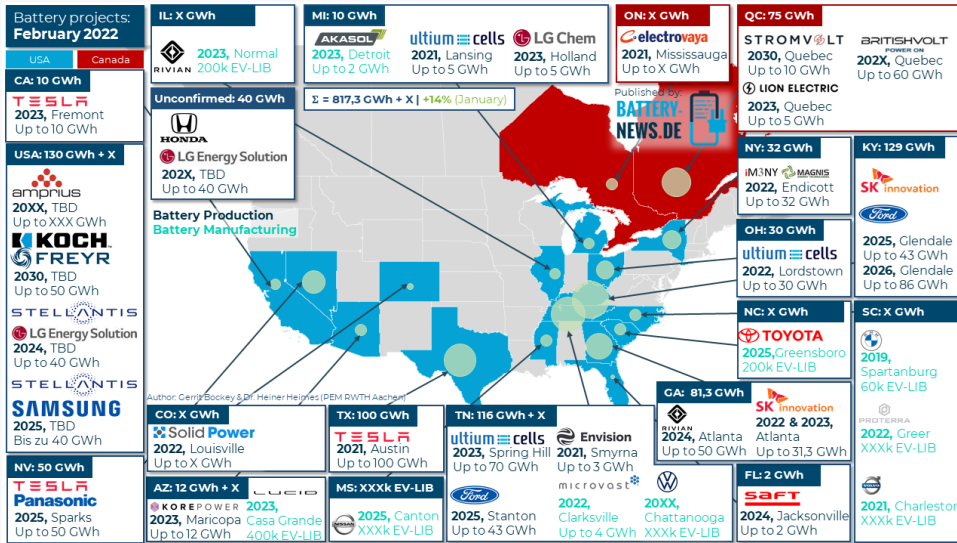 Battery projects:
February 2022
USA
Canada
CA: 10 GWh
TESLA
2023, Fremont
Up to 10 GWh
USA: 130 GWh + X
amprius
20XX, TBD
Up to XXX GWh
KOCH
FREYR
2030, TBD
Up to 50 GWh
STELLANTIS
LG Energy Solution
2024, TBD
Up to 40 GWh
STELLANTIS
SAMSUNG
2025, TBD
Bis zu 40 GWh
NV: 50 GWh
TESLA
Panasonic
2025, Sparks
Up to 50 GWh
IL: X GWh
RIVIAN
2023, Normal
200k EV-LIB
Unconfirmed: 40 GWh
HONDA
LG Energy Solution
202X, TBD
Up to 40 GWh
Battery Production
Battery Manufacturing
MI: 10 GWh
AKASOL
2023, Detroit
Up to 2 GWh
ultium cells
2021, Lansing
Up to 5 GWh
LG Chem
2023, Holland
Up to 5 GWh
Σ = 817,3 GWh + X | +14% (January)
ON: X GWh
electrovaya
2021, Mississauga
Up to X GWh
Published by:
BATTERY-
NEWS.DE
QC: 75 GWh
STROMVOLT
2030, Quebec
Up to 10 GWh
LION ELECTRIC
2023, Quebec
Up to 5 GWh
BRITISHVOLT
POWER ON
202X, Quebec
Up to 60 GWh
NY: 32 GWh
iM3NY MAGNIS
2022, Endicott
Up to 32 GWh
KY: 129 GWh
SK innovation
Ford
2025, Glendale
Up to 43 GWh
2026, Glendale
Up to 86 GWh
OH: 30 GWh
ultium cells
2022, Lordstown
Up to 30 GWh
NC: X GWh
TOYOTA
2025,Greensboro
200k EV-LIB
SC: X GWh
2019,
Spartanburg
60k EV-LIB
PROTERRA
2022, Greer
XXXk EV-LIB
VOLVO
2021, Charleston
XXXk EV-LIB
Author: Gerrit Bockey & Dr. Heiner Heimes (PEM RWTH Aachen)
CO: X GWh
Solid Power
2022, Louisville
Up to X GWh
AZ: 12 GWh + X
KOREPOWER
2023, Maricopa
Up to 12 GWh
LUCID
2023,
Casa Grande
400k EV-LIB
TX: 100 GWh
TESLA
2021, Austin
Up to 100 GWh
MS: XXXk EV-LIB
NISSAN
2025, Canton
XXXk EV-LIB
TN: 116 GWh + X
ultium cells
2023, Spring Hill
Up to 70 GWh
Envision
2021, Smyrna
Up to 3 GWh
Ford
2025, Stanton
Up to 43 GWh
microvast
2022,
Clarksville
Up to 4 GWh
20XX,
Chattanooga
XXXk EV-LIB
GA: 81,3 GWh
RIVIAN
2024, Atlanta
Up to 50 GWh
SK innovation
2022 & 2023,
Atlanta
Up to 31,3 GWh
FL: 2 GWh
SAFT
2024, Jacksonville
Up to 2 GWh